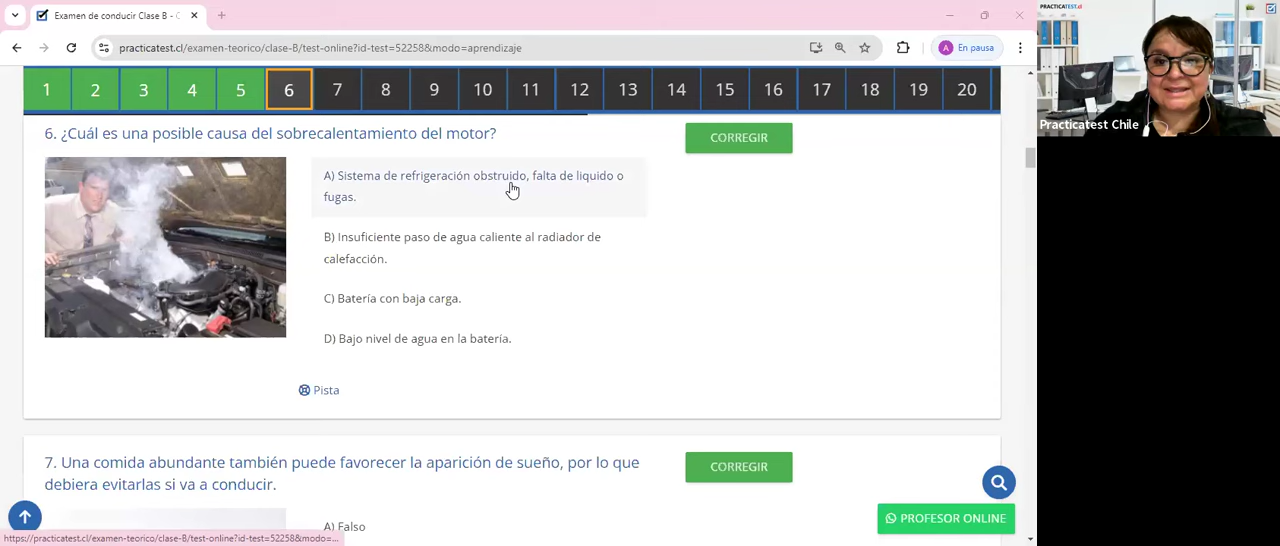 Examen de conducir Clase B - C
practicatest.cl/examen-teorico/clase-B/test-online?id-test=52258&modo=aprendizaje
A
En pausa
PRACTICATEST.cl
Practicatest Chile
1 2 3 4 5 6 7 8 9 10 11 12 13 14 15 16 17 18 19 20
6. ¿Cuál es una posible causa del sobrecalentamiento del motor?
CORREGIR
A) Sistema de refrigeración obstruido, falta de liquido o
fugas.
B) Insuficiente paso de agua caliente al radiador de
calefacción.
C) Batería con baja carga.
D) Bajo nivel de agua en la batería.
Pista
7. Una comida abundante también puede favorecer la aparición de sueño, por lo que
debiera evitarlas si va a conducir.
CORREGIR
A) Falso
PROFESOR ONLINE
https://practicatest.cl/examen-teorico/clase-B/test-online?id-test=52258&modo=...